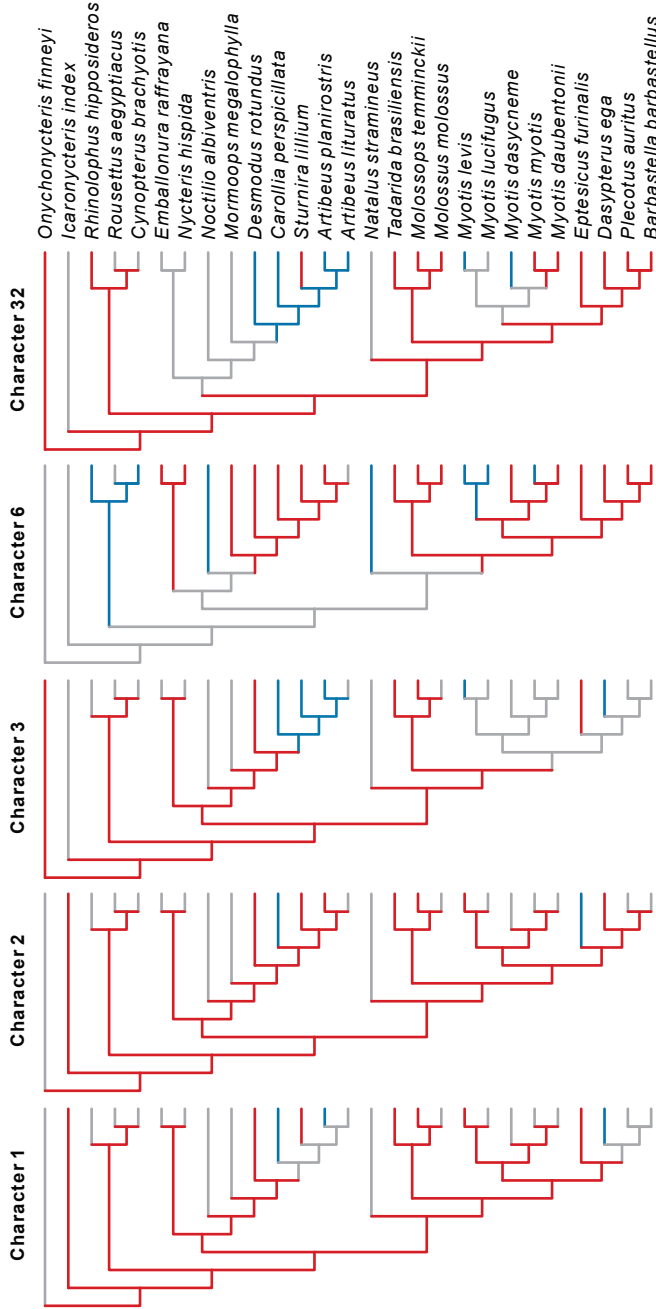 Character 32
Character 6
Character 3
Character 2
Character 1
Onychonycteris finneyi
Icaronycteris index
Rhinolophus hipposideros
Rousettus aegyptiacus
Cynopterus brachyotis
Emballonura raffrayana
Nycteris hispida
Noctilio albiventris
Mormoops megalophylla
Desmodus rotundus
Carollia perspicillata
Sturnira lillium
Artibeus planirostris
Artibeus lituratus
Natalus stramineus
Tadarida brasiliensis
Molossops temminckii
Molossus molossus
Myotis levis
Myotis lucifugus
Myotis dasycneme
Myotis myotis
Myotis daubentonii
Eptesicus furinalis
Dasypterus ega
Plecotus auritus
Barbastella barbastellus